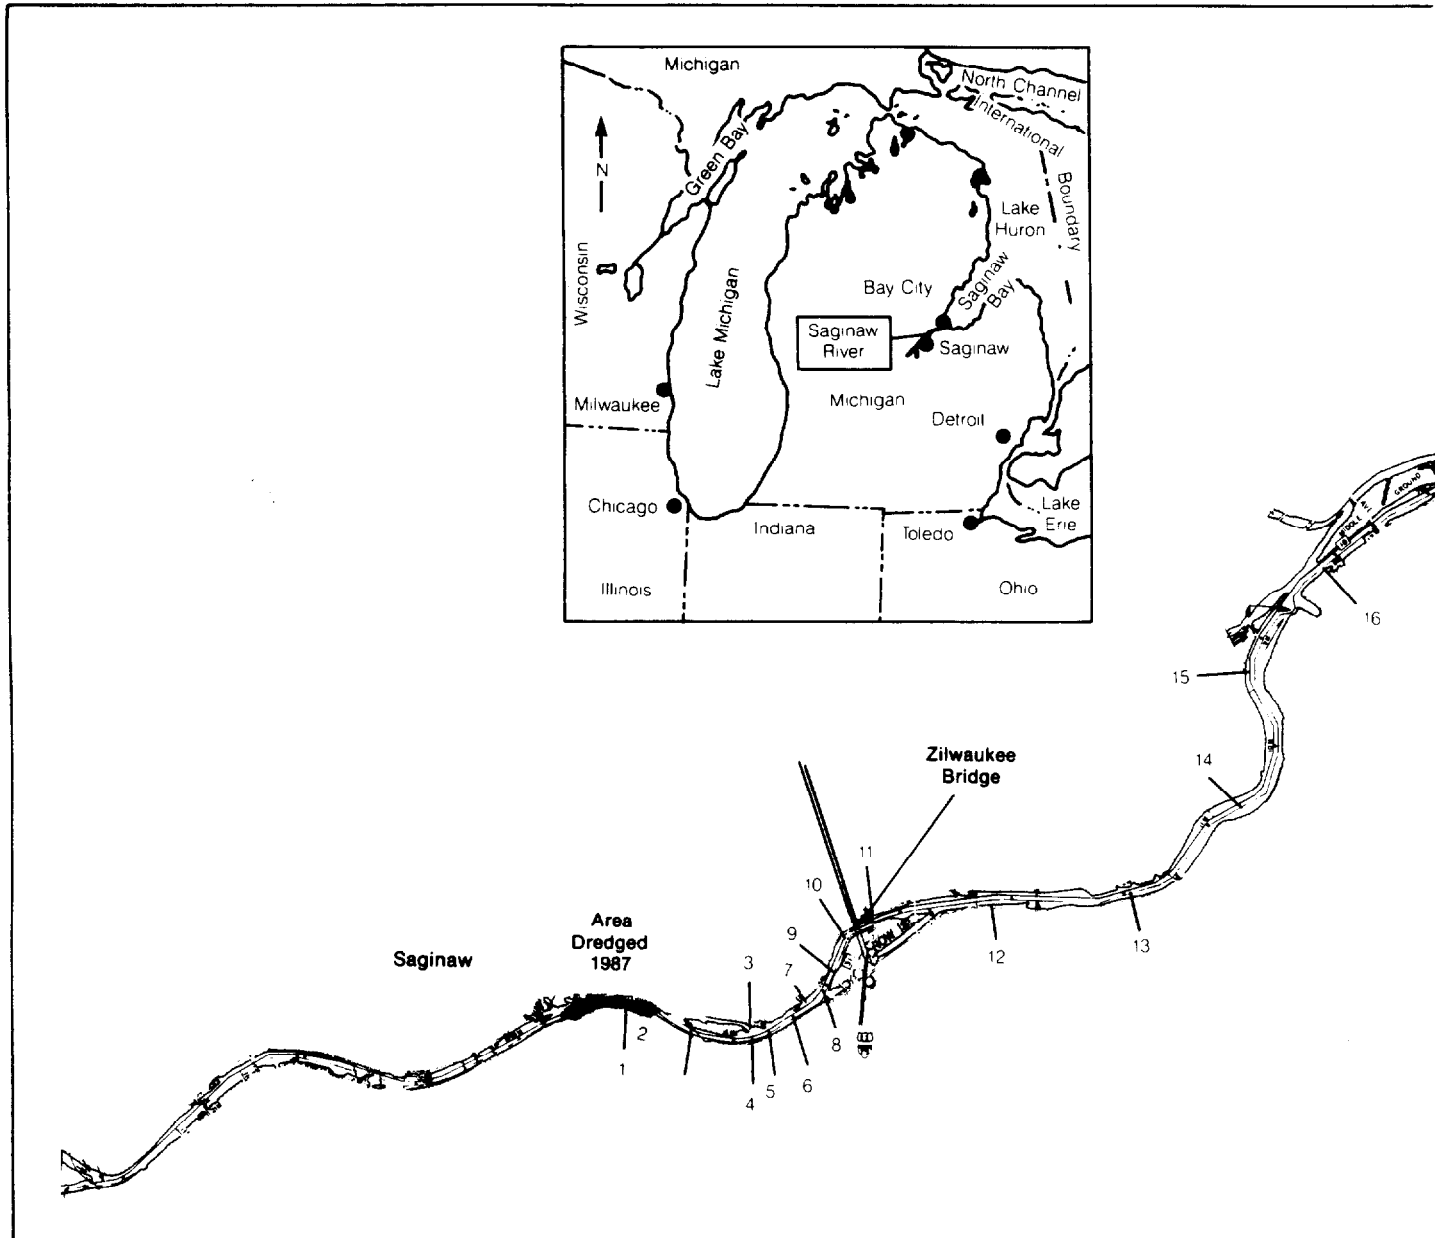 Michigan
North Channel
International
Boundary
Green Bay
N
Lake
Huron
Wisconsin
Lake Michigan
Bay City
Saginaw
Bay
Saginaw
River
Saginaw
Milwaukee
Michigan
Detroit
Chicago
Indiana
Toledo
Lake
Erie
Illinois
Ohio
MIDDLE
GROUND
16
15
14
Zilwaukee
Bridge
11
10
9
13
12
Area
Dredged
1987
Saginaw
3
7
2
1
8
6
5
4